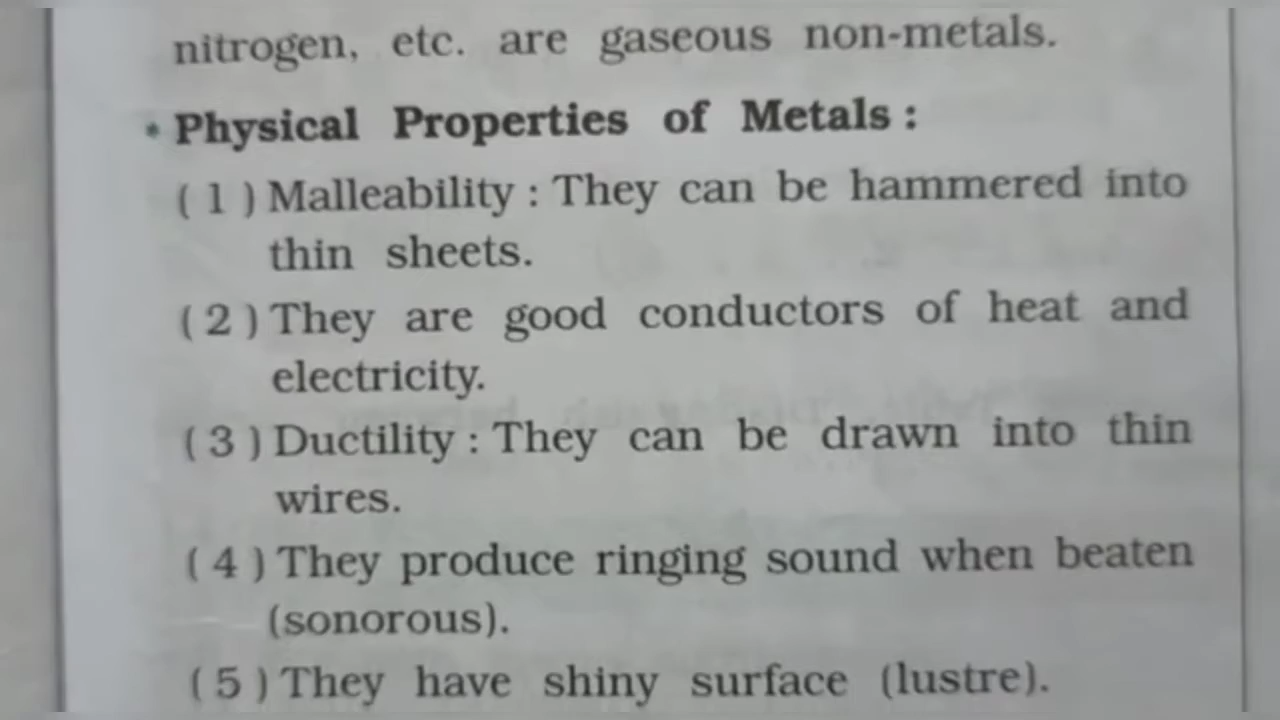 nitrogen, etc. are gaseous non-metals.
• Physical Properties of Metals :
( 1 ) Malleability : They can be hammered into
thin sheets.
( 2 ) They are good conductors of heat and
electricity.
( 3 ) Ductility : They can be drawn into thin
wires.
( 4 ) They produce ringing sound when beaten
(sonorous).
( 5 ) They have shiny surface (lustre).